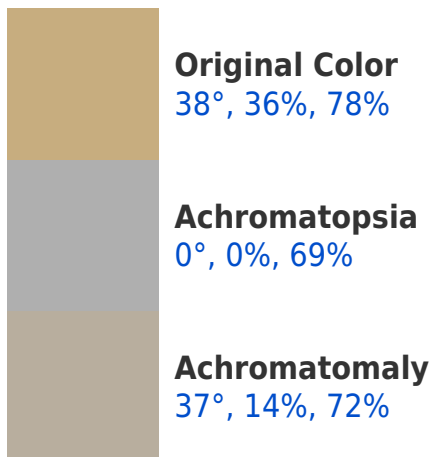 Original Color
38°, 36%, 78%
Achromatopsia
0°, 0%, 69%
Achromatomaly
37°, 14%, 72%